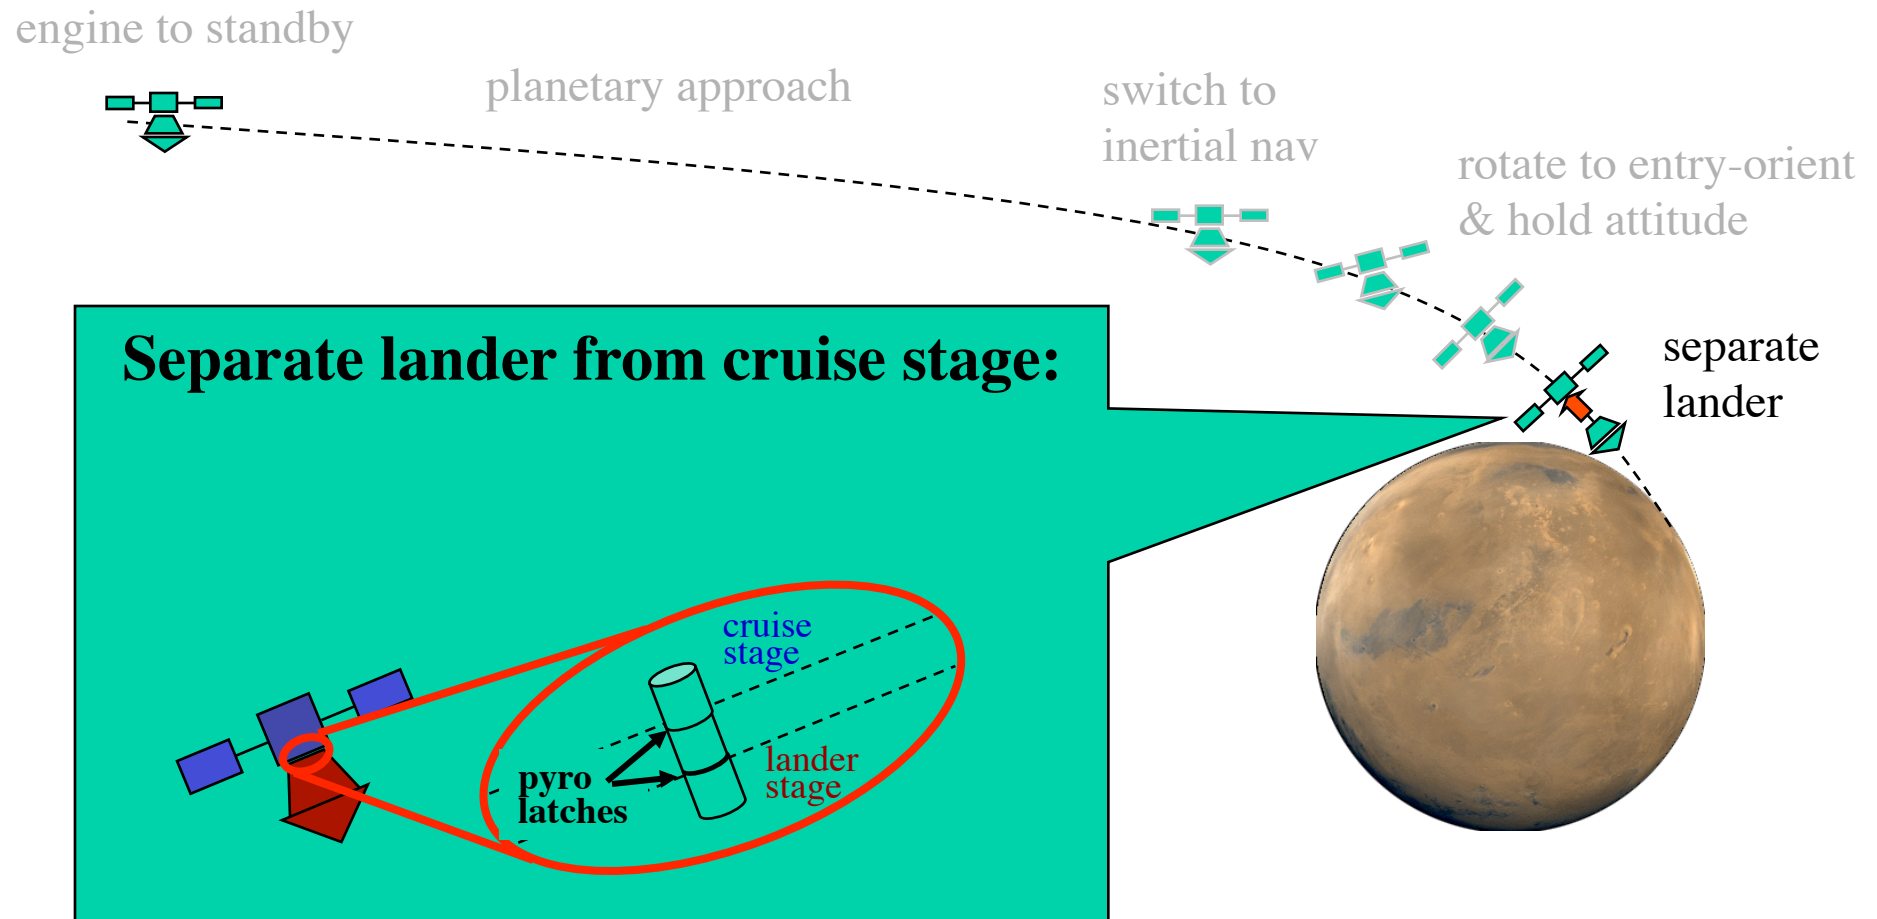 engine to standby
planetary approach
switch to
inertial nav
rotate to entry-orient
& hold attitude
separate
lander
Separate lander from cruise stage:
cruise
stage
lander
stage
pyro
latches